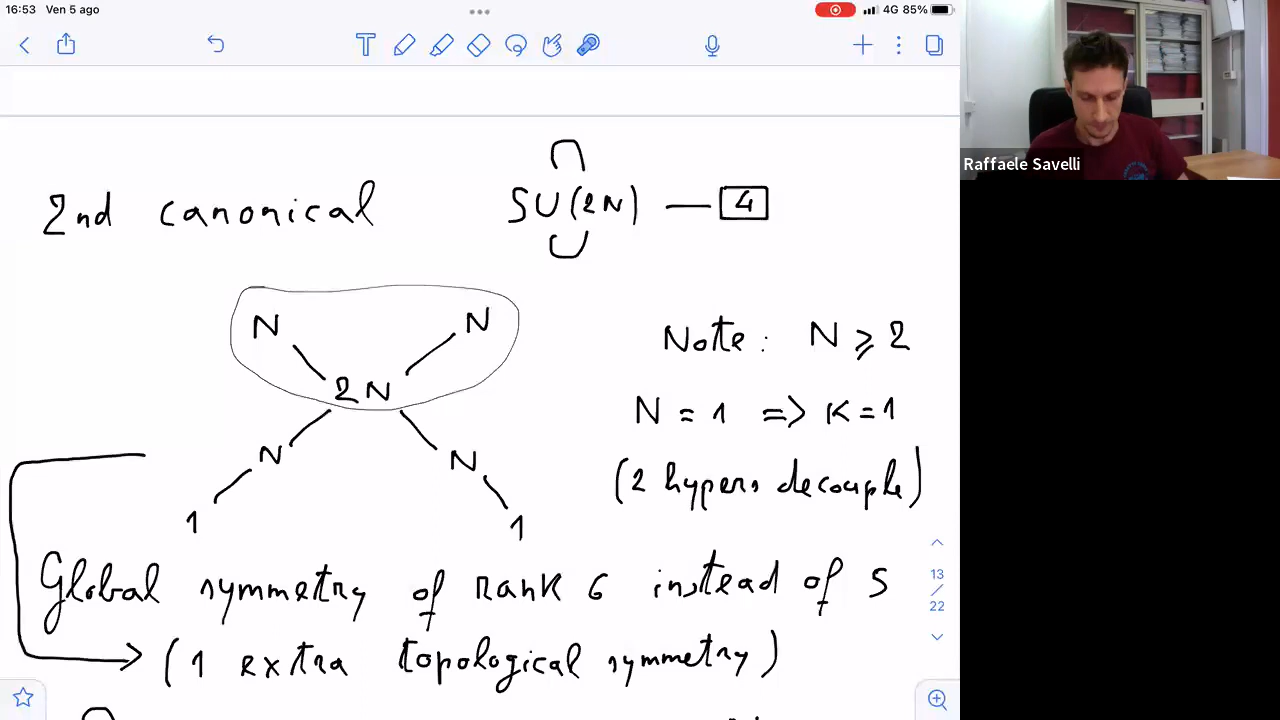 16:53 Ven 5 ago
4G 85%
Raffaele Savelli
2nd canonical SU(2N) — 4
N N
2N
N N
1 1
Note: N ⩾ 2
N = 1 => K = 1
(2 hypers decouple)
Global symmetry of rank 6 instead of 5
(1 extra topological symmetry)
13
/
22